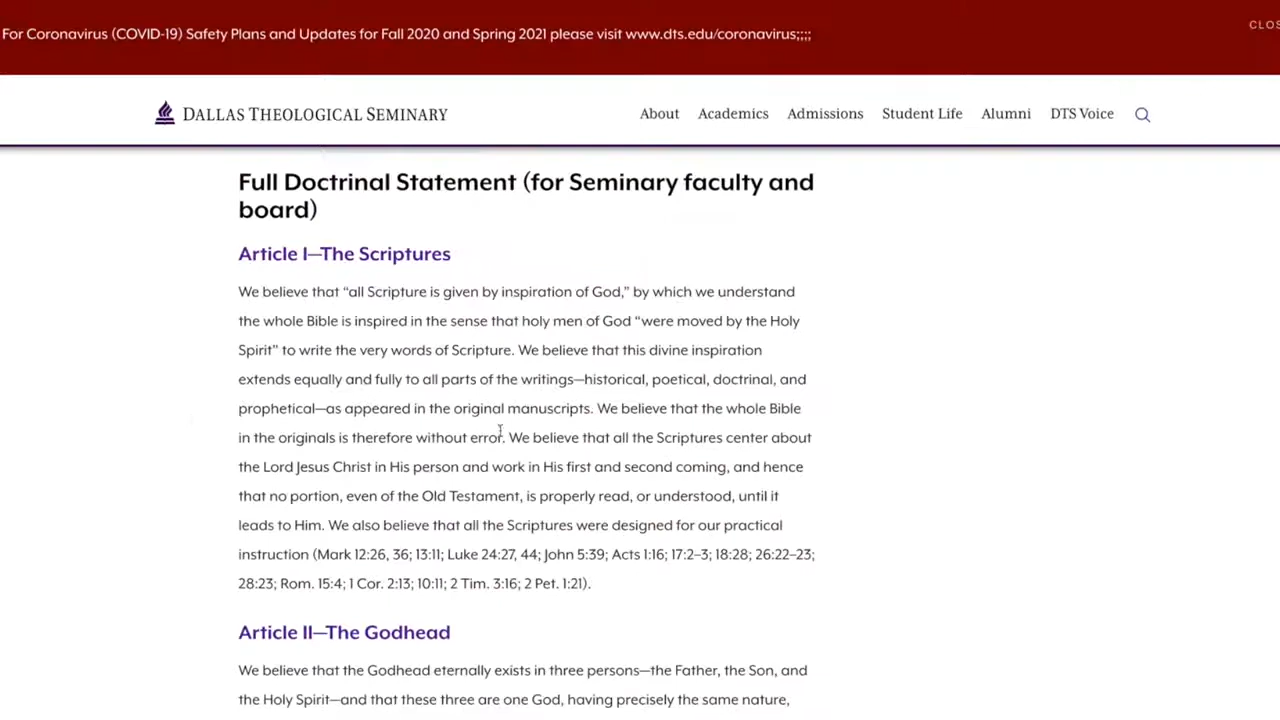 For Coronavirus (COVID-19) Safety Plans and Updates for Fall 2020 and Spring 2021 please visit www.dts.edu/coronavirus;;;;
DALLAS THEOLOGICAL SEMINARY About Academics Admissions Student Life Alumni DTS Voice
Full Doctrinal Statement (for Seminary faculty and
board)
Article I—The Scriptures
We believe that “all Scripture is given by inspiration of God,” by which we understand
the whole Bible is inspired in the sense that holy men of God “were moved by the Holy
Spirit” to write the very words of Scripture. We believe that this divine inspiration
extends equally and fully to all parts of the writings—historical, poetical, doctrinal, and
prophetical—as appeared in the original manuscripts. We believe that the whole Bible
in the originals is therefore without error. We believe that all the Scriptures center about
the Lord Jesus Christ in His person and work in His first and second coming, and hence
that no portion, even of the Old Testament, is properly read, or understood, until it
leads to Him. We also believe that all the Scriptures were designed for our practical
instruction (Mark 12:26, 36; 13:11; Luke 24:27, 44; John 5:39; Acts 1:16; 17:2–3; 18:28; 26:22–23;
28:23; Rom. 15:4; 1 Cor. 2:13; 10:11; 2 Tim. 3:16; 2 Pet. 1:21).
Article II—The Godhead
We believe that the Godhead eternally exists in three persons—the Father, the Son, and
the Holy Spirit—and that these three are one God, having precisely the same nature,